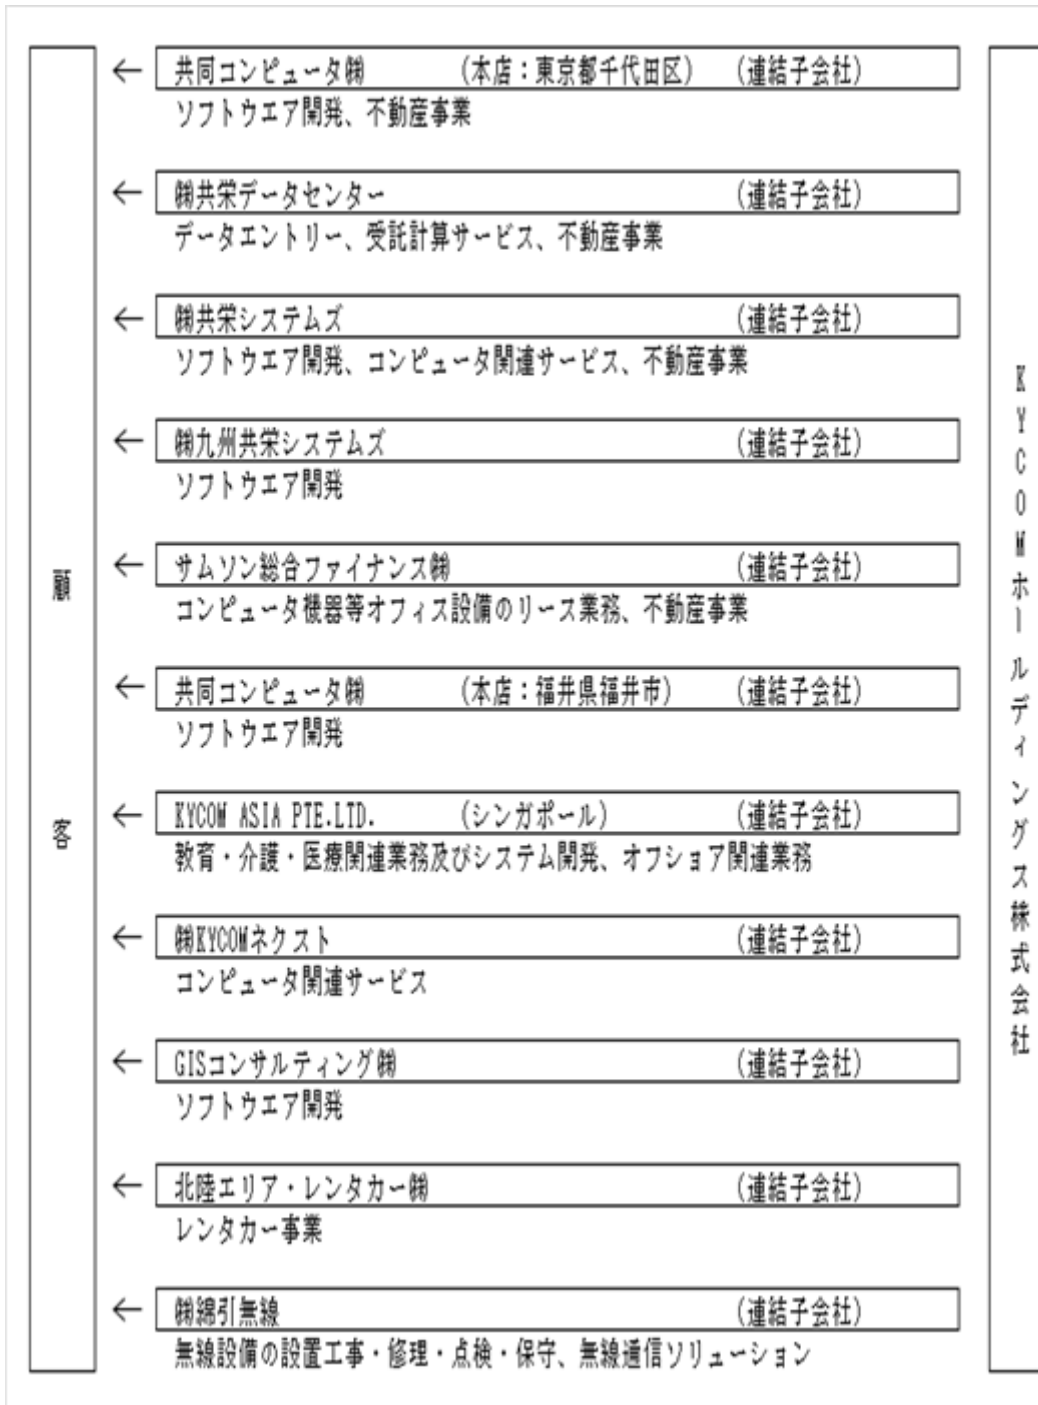 顧客
← 共同コンピュータ㈱ (本店：東京都千代田区) (連結子会社)
ソフトウエア開発、不動産事業
← ㈱共栄データセンター (連結子会社)
データエントリー、受託計算サービス、不動産事業
← ㈱共栄システムズ (連結子会社)
ソフトウエア開発、コンピュータ関連サービス、不動産事業
← ㈱九州共栄システムズ (連結子会社)
ソフトウエア開発
← サムソン総合ファイナンス㈱ (連結子会社)
コンピュータ機器等オフィス設備のリース業務、不動産事業
← 共同コンピュータ㈱ (本店：福井県福井市) (連結子会社)
ソフトウエア開発
← KYCOM ASIA PTE.LTD. (シンガポール) (連結子会社)
教育・介護・医療関連業務及びシステム開発、オフショア関連業務
← ㈱KYCOMネクスト (連結子会社)
コンピュータ関連サービス
← GISコンサルティング㈱ (連結子会社)
ソフトウエア開発
← 北陸エリア・レンタカー㈱ (連結子会社)
レンタカー事業
← ㈱綿引無線 (連結子会社)
無線設備の設置工事・修理・点検・保守、無線通信ソリューション
KYCOMホールディングス株式会社